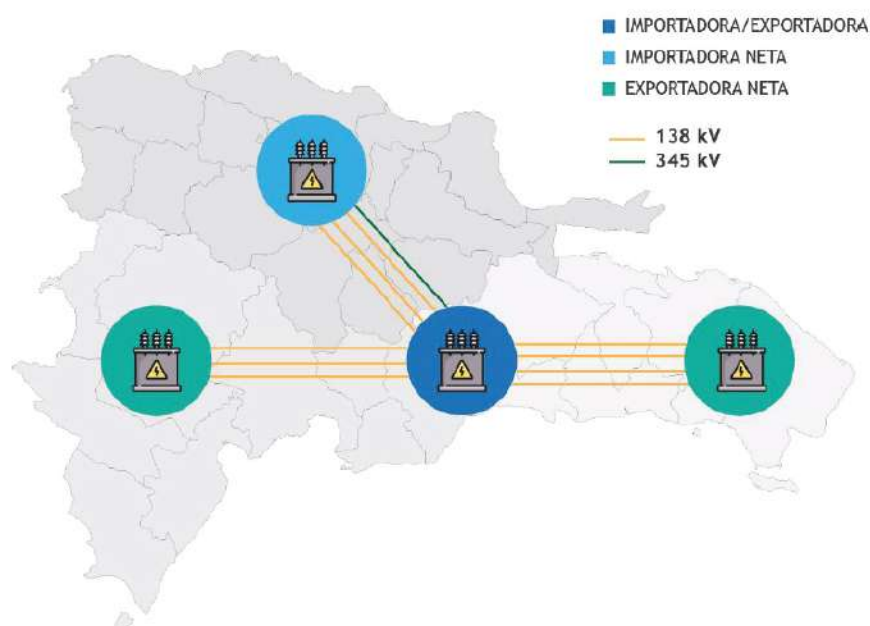 IMPORTADORA/EXPORTADORA
IMPORTADORA NETA
EXPORTADORA NETA
138 kV
345 kV